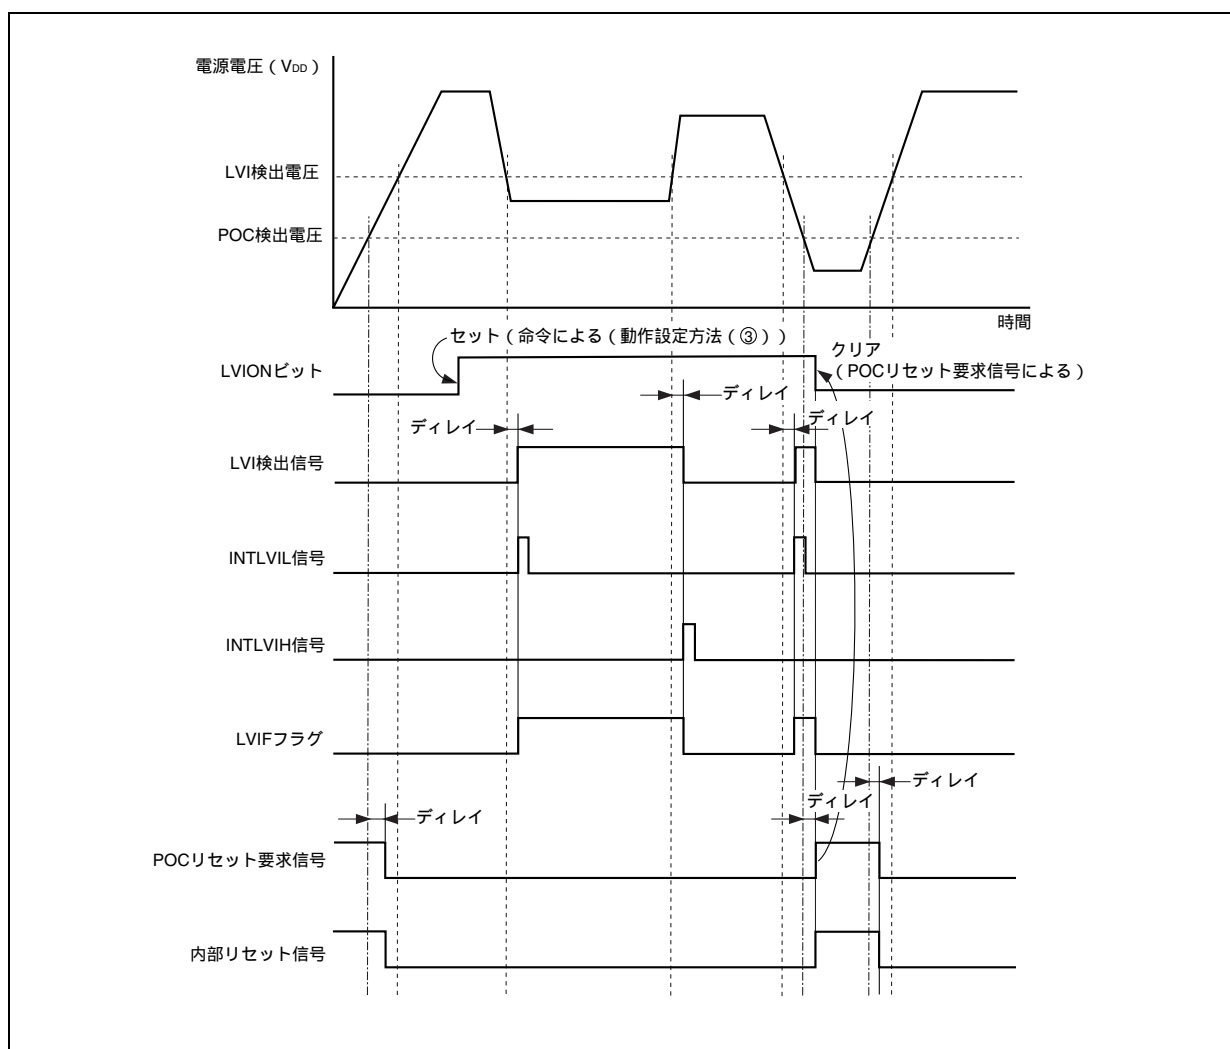 電源電圧（VDD）
LVI検出電圧
POC検出電圧
時間
セット（命令による（動作設定方法（③）））
クリア
（POCリセット要求信号による）
LVIONビット
ディレイ
ディレイ
ディレイ
LVI検出信号
INTLVIL信号
INTLVIH信号
LVIFフラグ
ディレイ
ディレイ
ディレイ
POCリセット要求信号
内部リセット信号